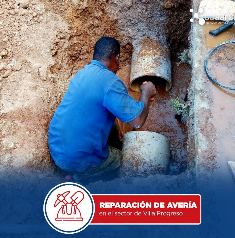 REPARACIÓN DE AVERÍA
en el sector de Villa Progreso